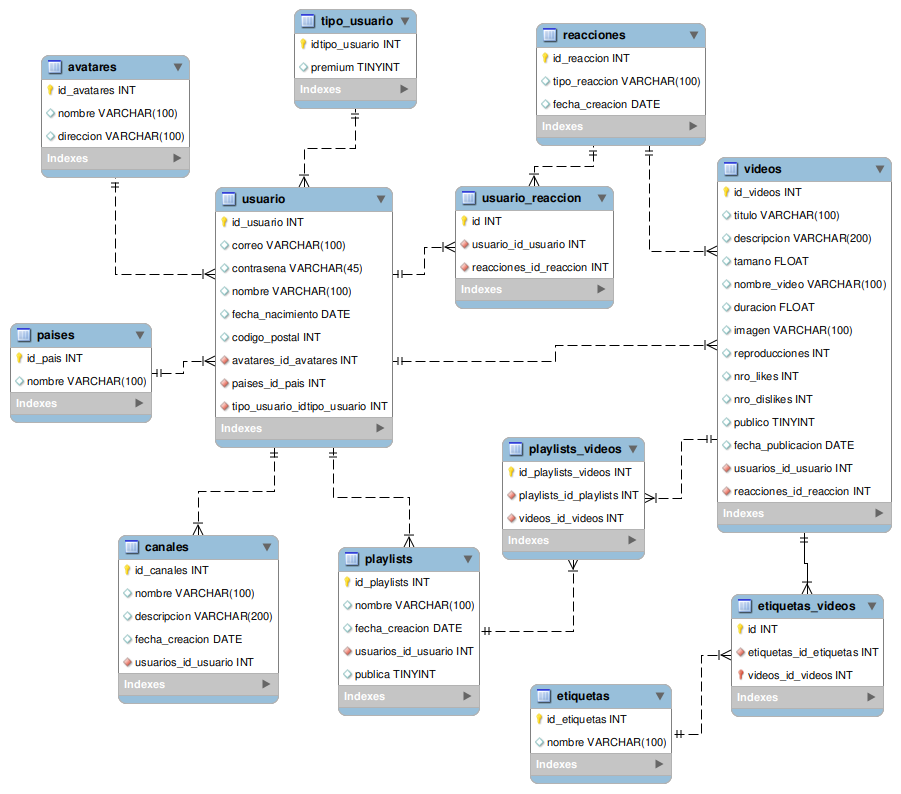 tipo_usuario
idtipo_usuario INT
premium TINYINT
Indexes
reacciones
id_reaccion INT
tipo_reaccion VARCHAR(100)
fecha_creacion DATE
Indexes
avatares
id_avatares INT
nombre VARCHAR(100)
direccion VARCHAR(100)
Indexes
usuario
id_usuario INT
correo VARCHAR(100)
contrasena VARCHAR(45)
nombre VARCHAR(100)
fecha_nacimiento DATE
codigo_postal INT
avatares_id_avatares INT
paises_id_pais INT
tipo_usuario_idtipo_usuario INT
Indexes
usuario_reaccion
id INT
usuario_id_usuario INT
reacciones_id_reaccion INT
Indexes
videos
id_videos INT
titulo VARCHAR(100)
descripcion VARCHAR(200)
tamano FLOAT
nombre_video VARCHAR(100)
duracion FLOAT
imagen VARCHAR(100)
reproducciones INT
nro_likes INT
nro_dislikes INT
publico TINYINT
fecha_publicacion DATE
usuarios_id_usuario INT
reacciones_id_reaccion INT
Indexes
paises
id_pais INT
nombre VARCHAR(100)
Indexes
playlists_videos
id_playlists_videos INT
playlists_id_playlists INT
videos_id_videos INT
Indexes
canales
id_canales INT
nombre VARCHAR(100)
descripcion VARCHAR(200)
fecha_creacion DATE
usuarios_id_usuario INT
Indexes
playlists
id_playlists INT
nombre VARCHAR(100)
fecha_creacion DATE
usuarios_id_usuario INT
publica TINYINT
Indexes
etiquetas_videos
id INT
etiquetas_id_etiquetas INT
videos_id_videos INT
Indexes
etiquetas
id_etiquetas INT
nombre VARCHAR(100)
Indexes